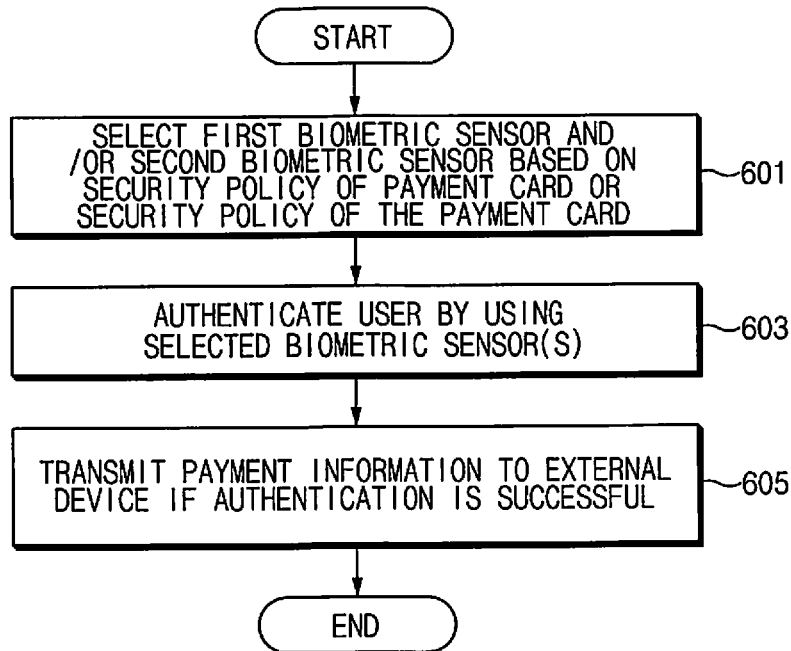 START
SELECT FIRST BIOMETRIC SENSOR AND
/OR SECOND BIOMETRIC SENSOR BASED ON
SECURITY POLICY OF PAYMENT CARD OR
SECURITY POLICY OF THE PAYMENT CARD
601
AUTHENTICATE USER BY USING
SELECTED BIOMETRIC SENSOR(S)
603
TRANSMIT PAYMENT INFORMATION TO EXTERNAL
DEVICE IF AUTHENTICATION IS SUCCESSFUL
605
END